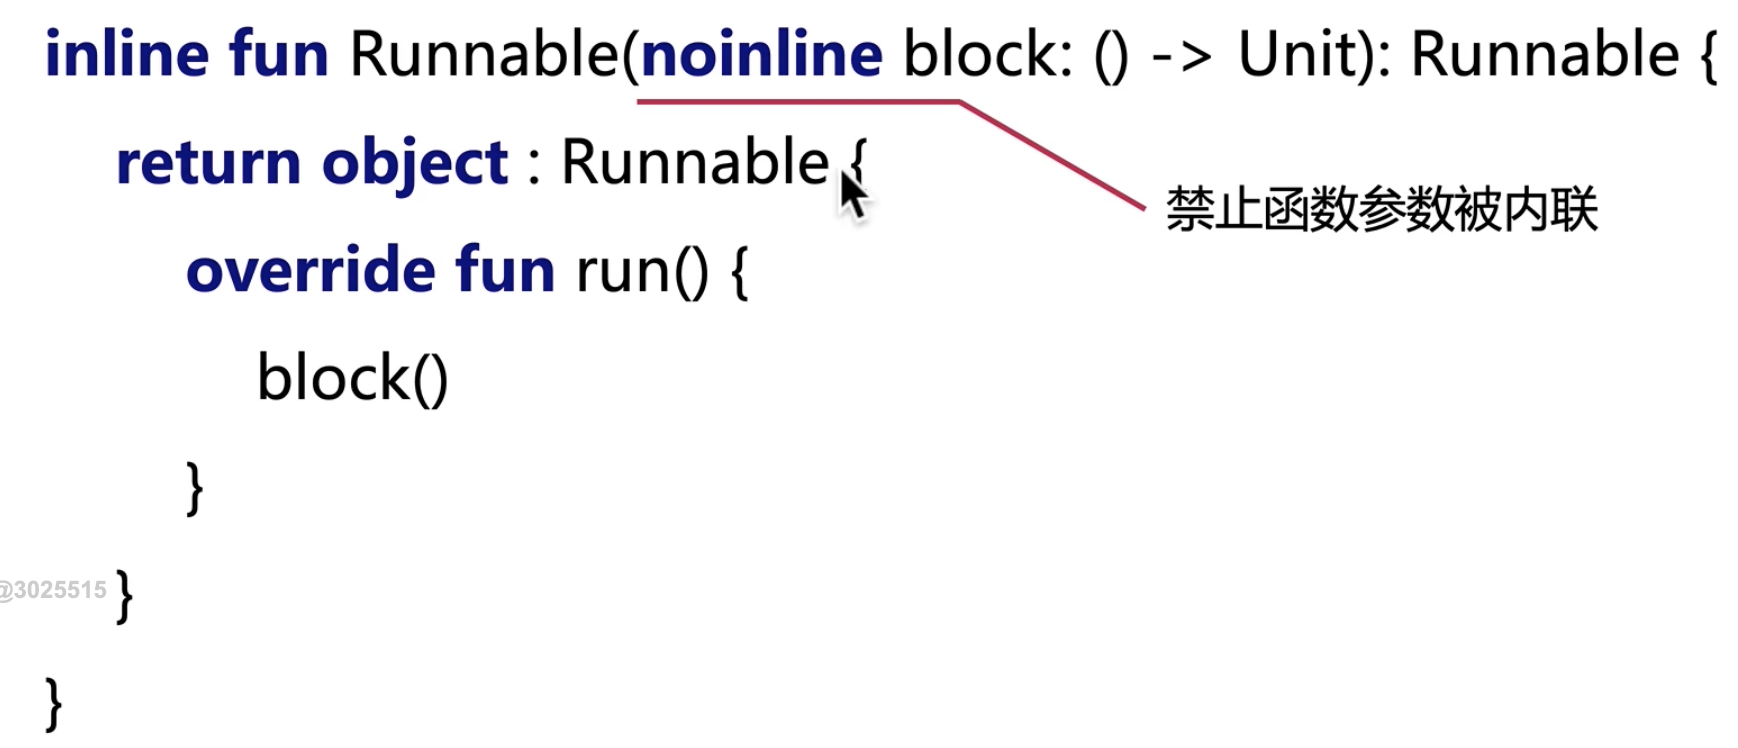 inline fun Runnable(noinline block: () -> Unit): Runnable {
return object : Runnable {
禁止函数参数被内联
override fun run() {
block()
}
@3025515
}
}